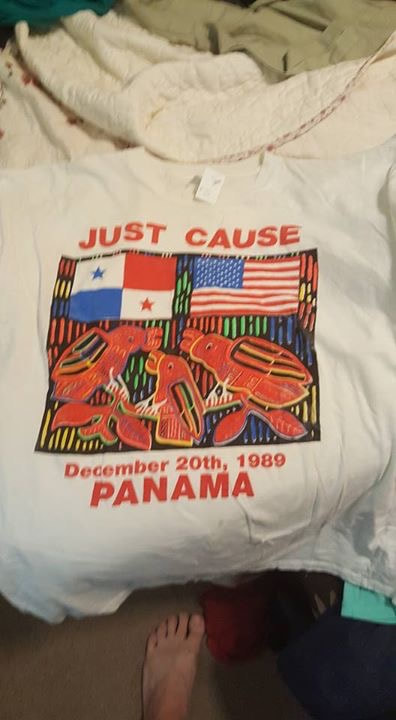 JUST CAUSE
December 20th, 1989
PANAMA